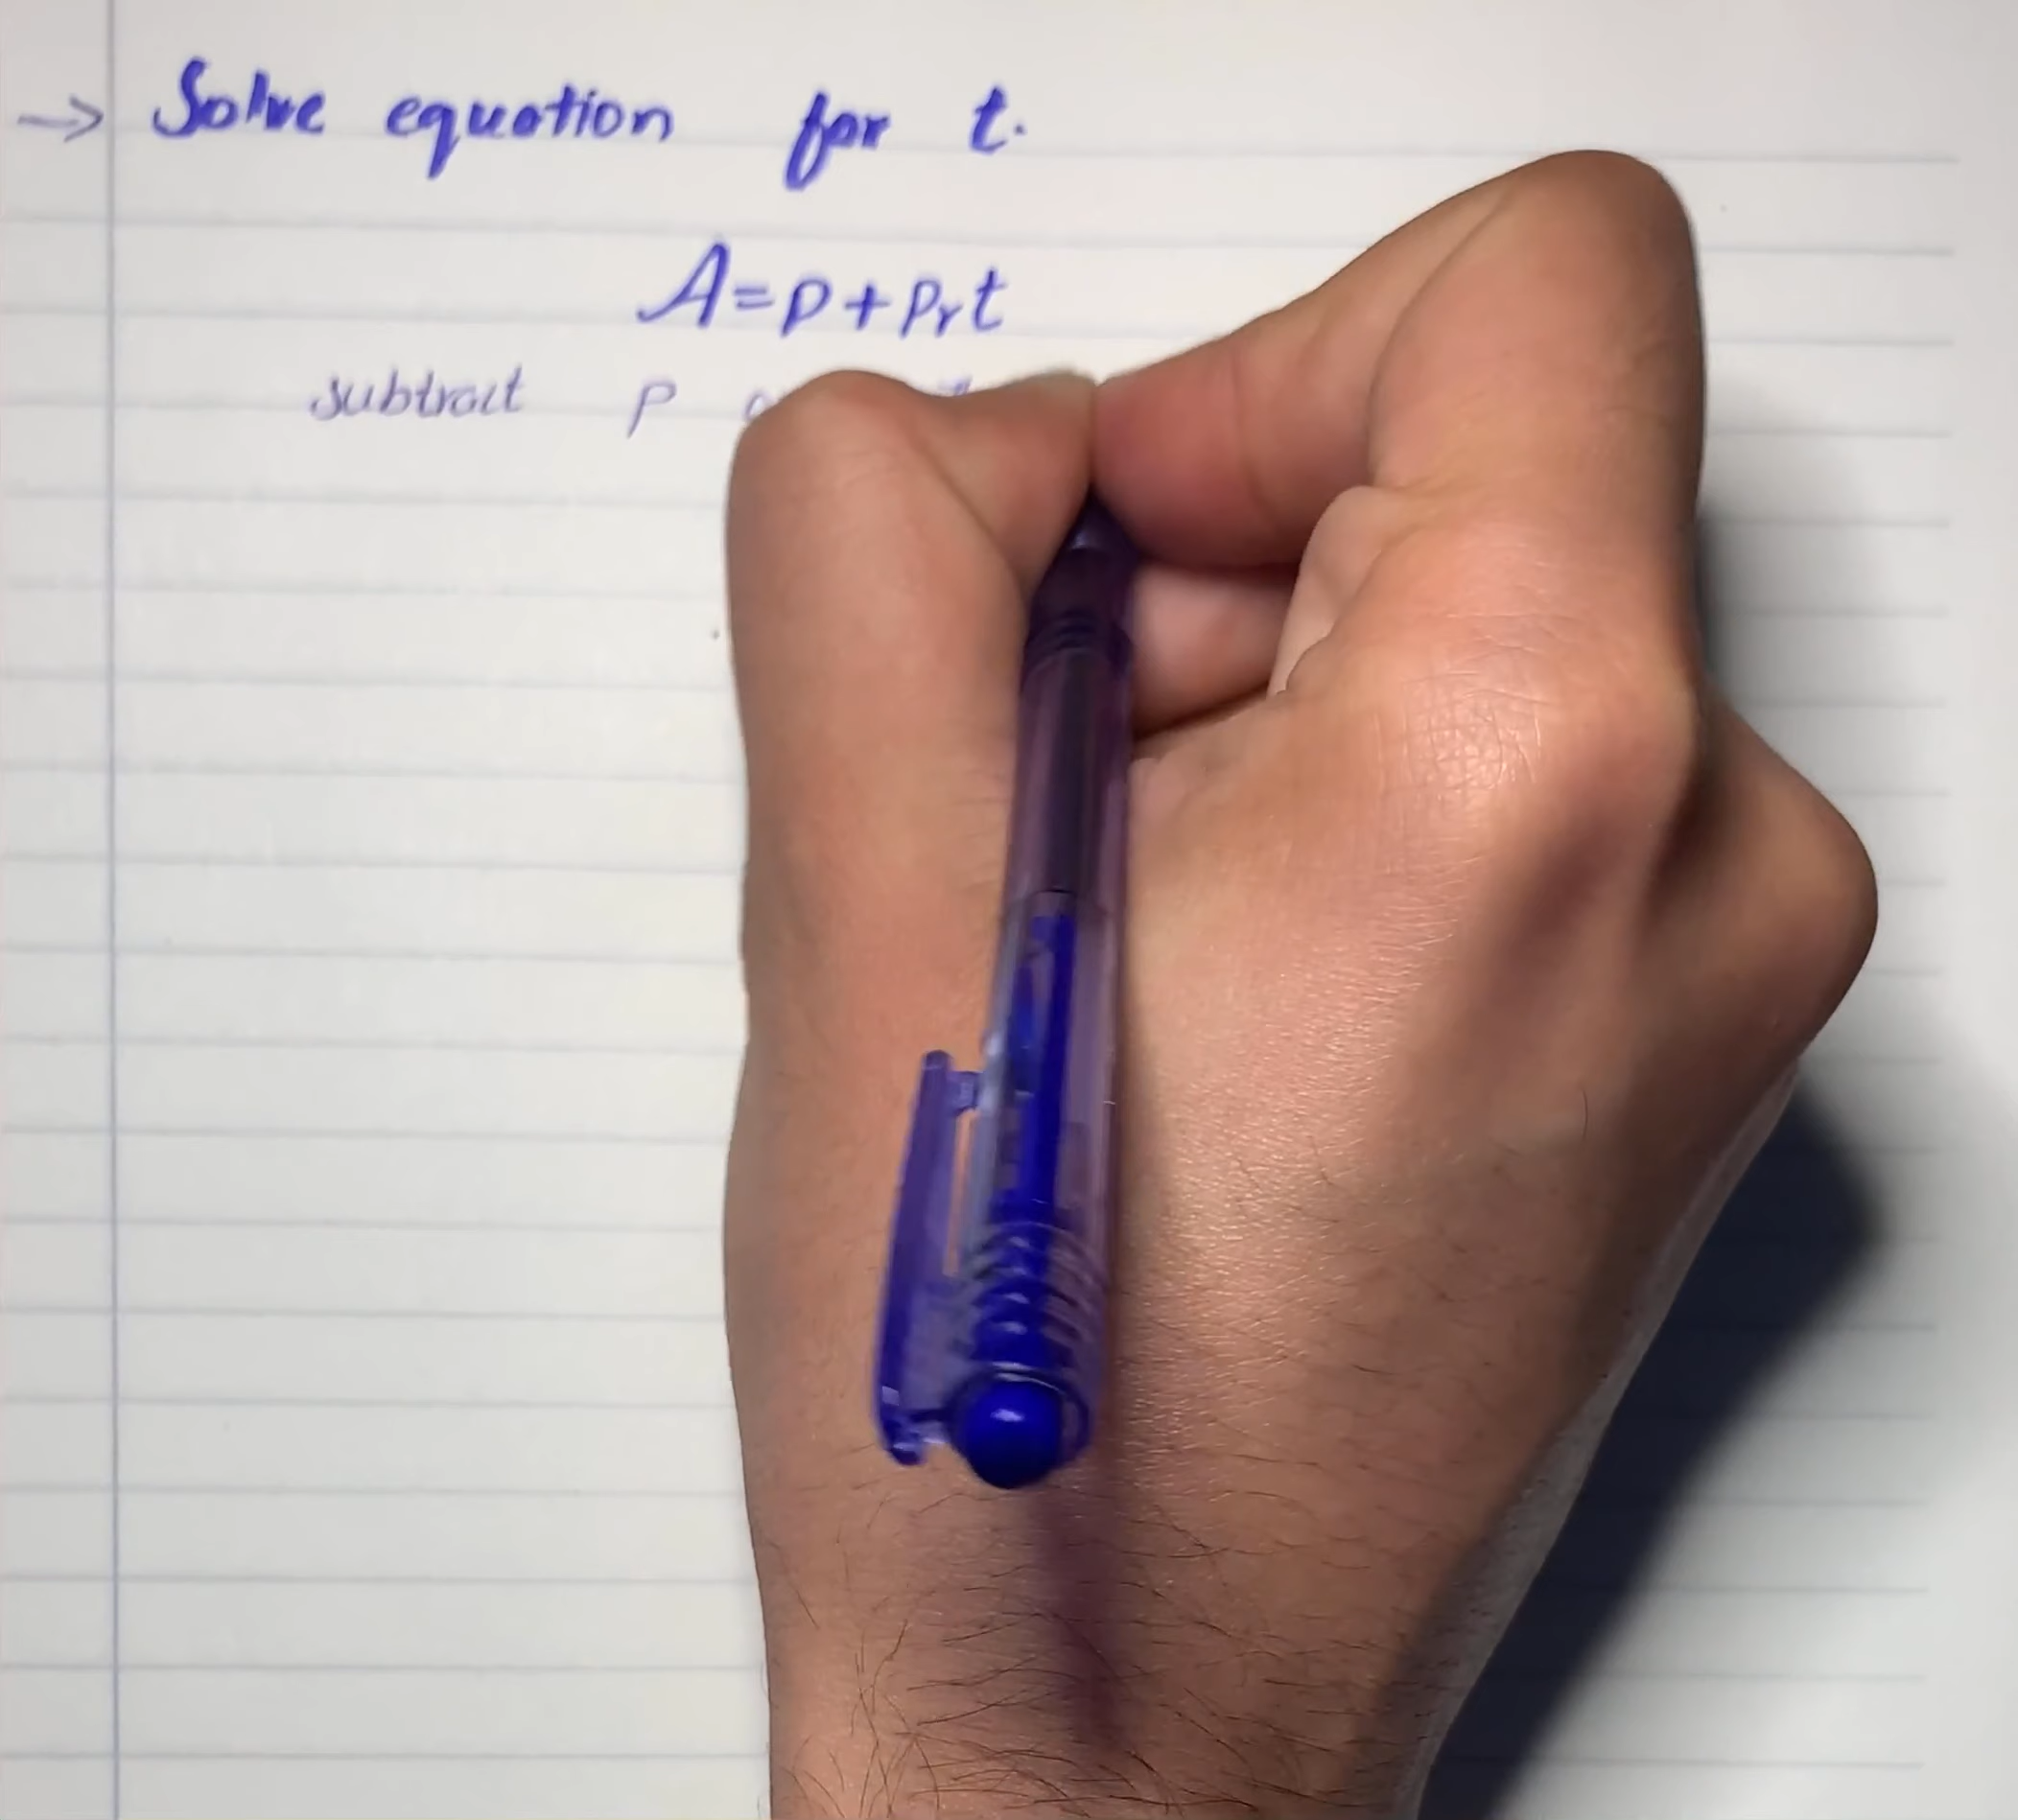 → Solve equation for t.
A=p+prt
subtract p